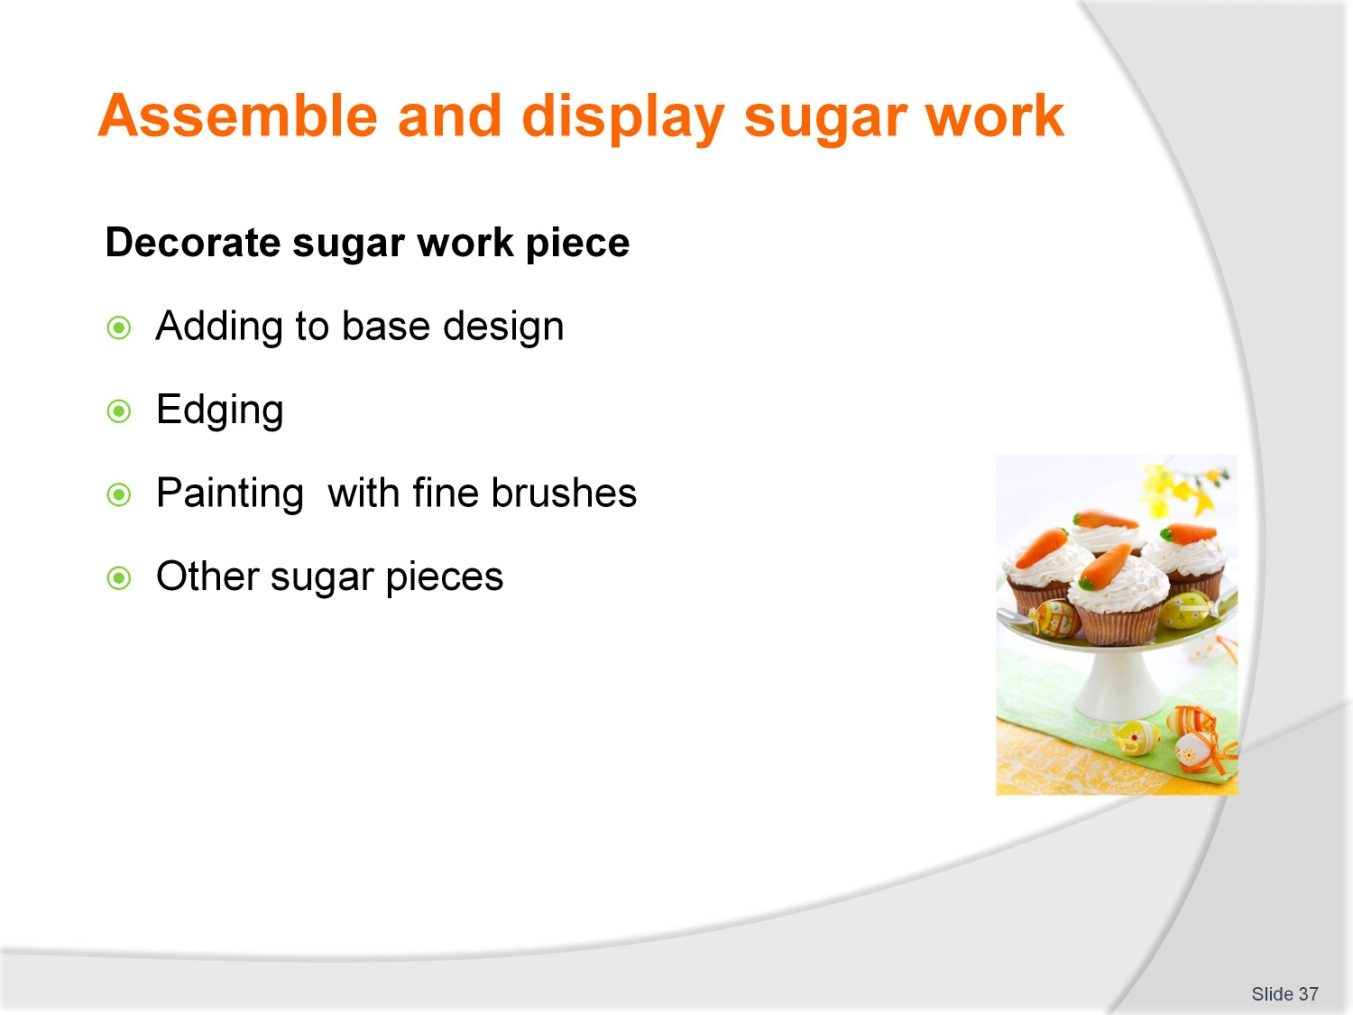 Assemble and display sugar work
Decorate sugar work piece
Adding to base design
Edging
Painting  with fine brushes
Other sugar pieces
Slide 37